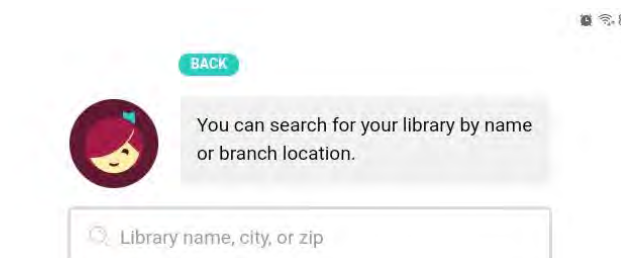 BACK
You can search for your library by name
or branch location.
Library name, city, or zip